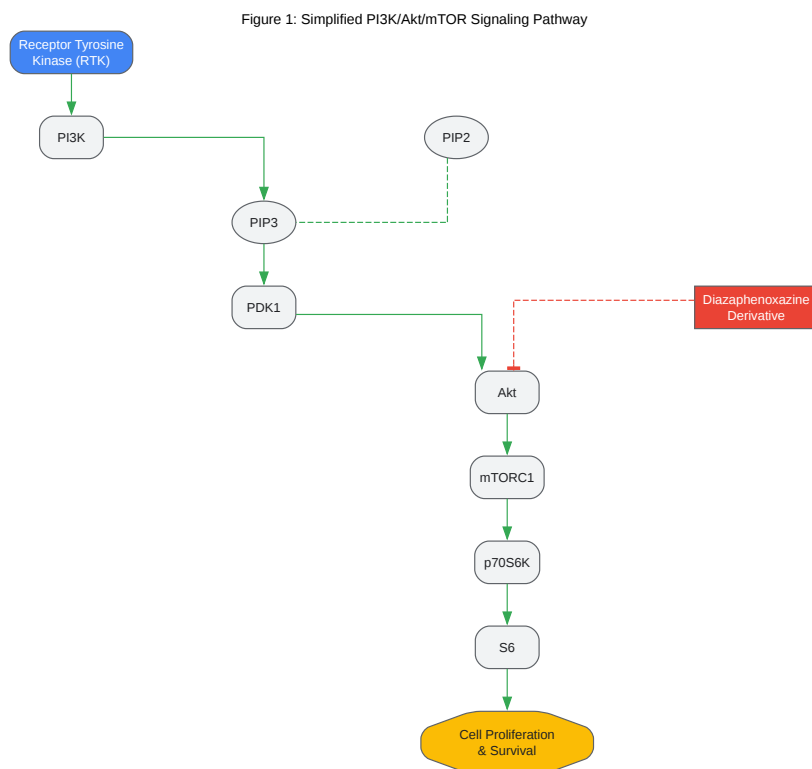 Figure 1: Simplified PI3K/Akt/mTOR Signaling Pathway
Receptor Tyrosine
Kinase (RTK)
PI3K
PIP2
PIP3
PDK1
Diazaphenoxazine
Derivative
Akt
mTORC1
p70S6K
S6
Cell Proliferation
& Survival